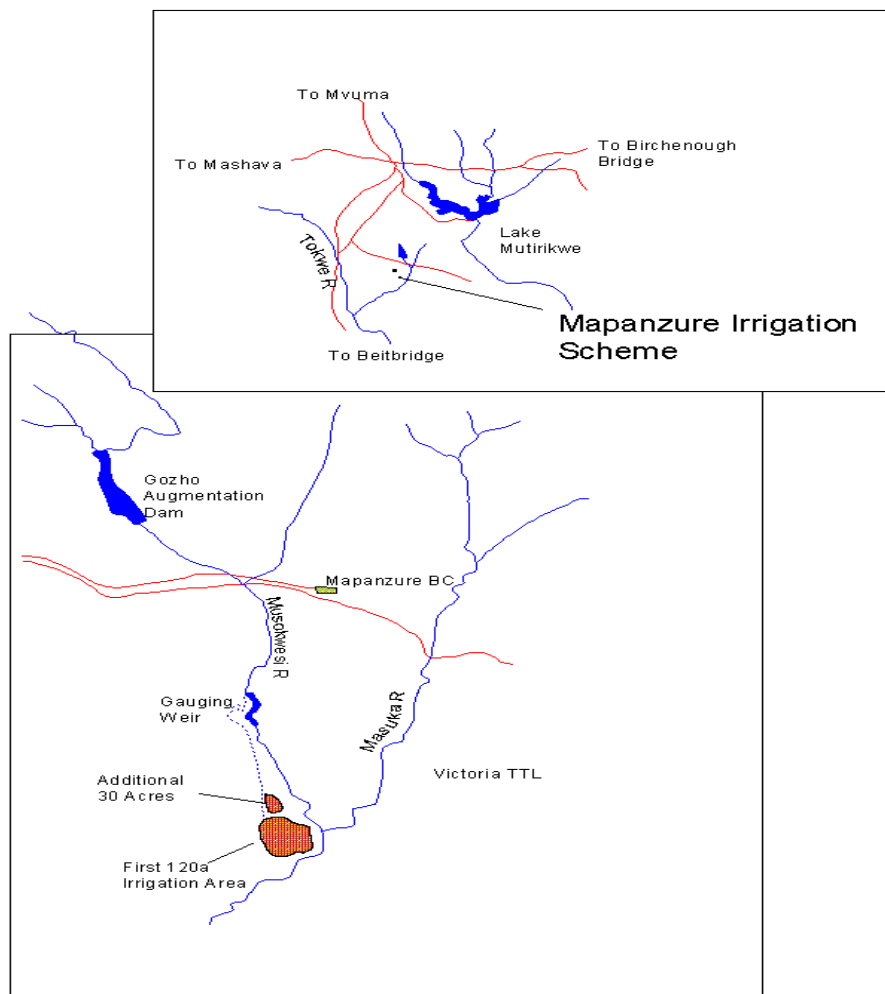 To Mvuma
To Mashava
To Birchenough
Bridge
Lake
Mutirikwe
Tokwe R
Mapanzure Irrigation
Scheme
To Beitbridge
Gozho
Augmentation
Dam
Mapanzure BC
Musokwesi R
Gauging
Weir
Masuka R
Victoria TTL
Additional
30 Acres
First 120a
Irrigation Area